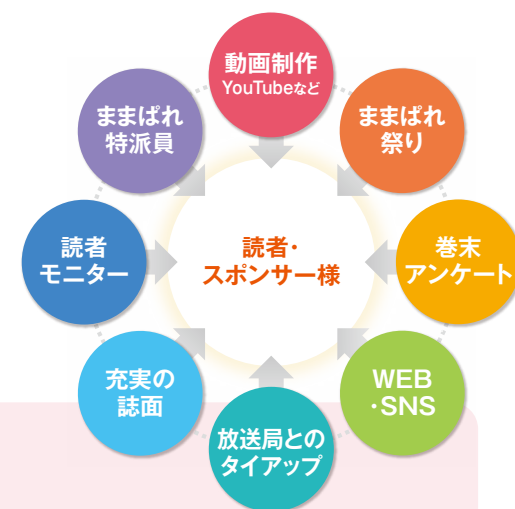 動画制作
YouTubeなど
ままぱれ
祭り
巻末
アンケート
WEB
・SNS
放送局との
タイアップ
充実の
誌面
読者
モニター
ままぱれ
特派員
読者・
スポンサー様